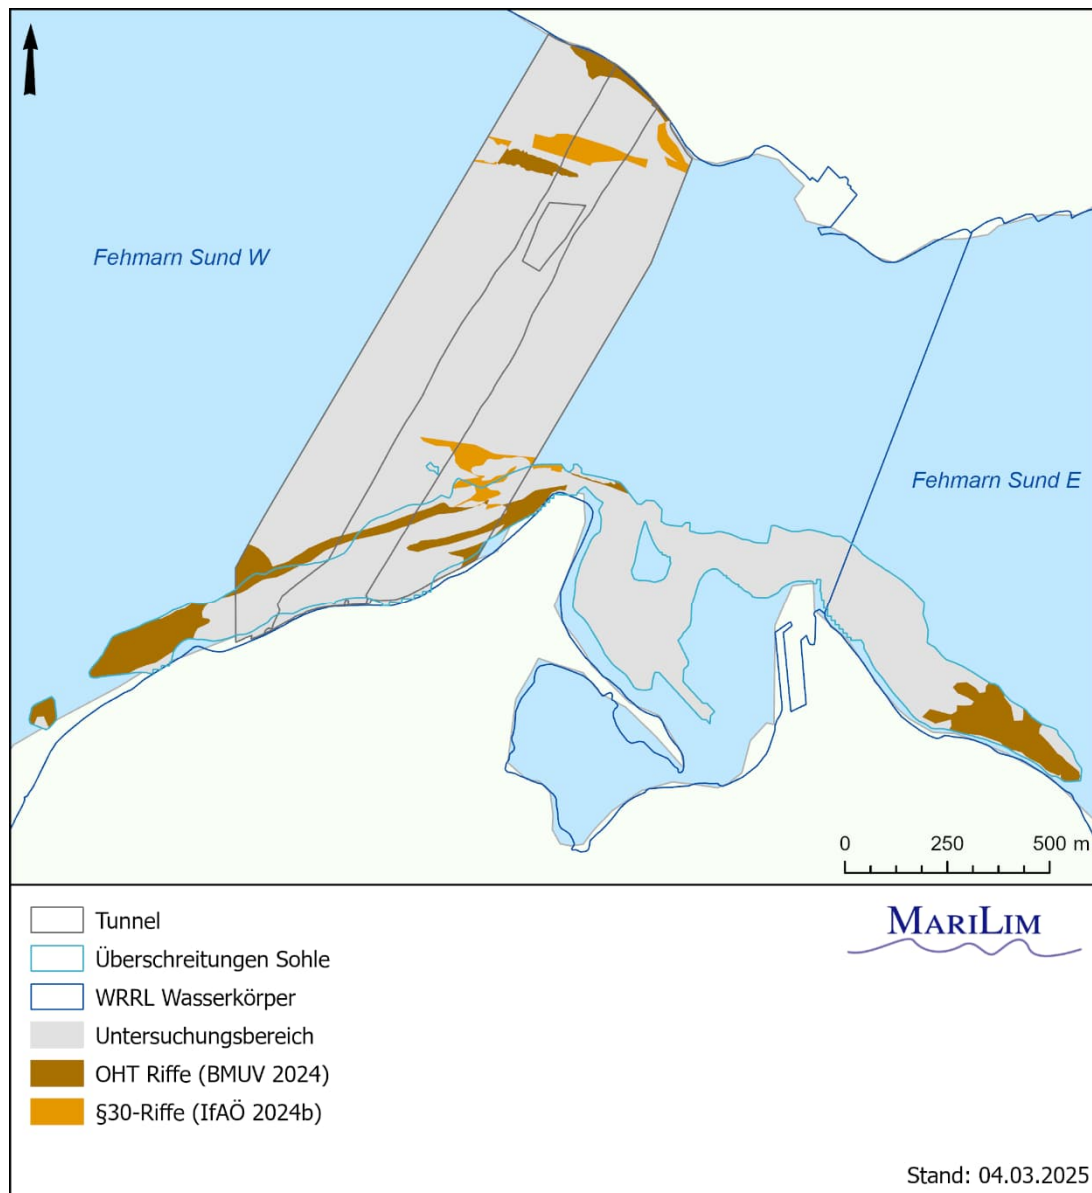 Fehmarn Sund W
Fehmarn Sund E
0 250 500 m
Tunnel
Überschreitungen Sohle
WRRL Wasserkörper
Untersuchungsbereich
OHT Riffe (BMUV 2024)
§30-Riffe (IfAÖ 2024b)
MARILIM
Stand: 04.03.2025